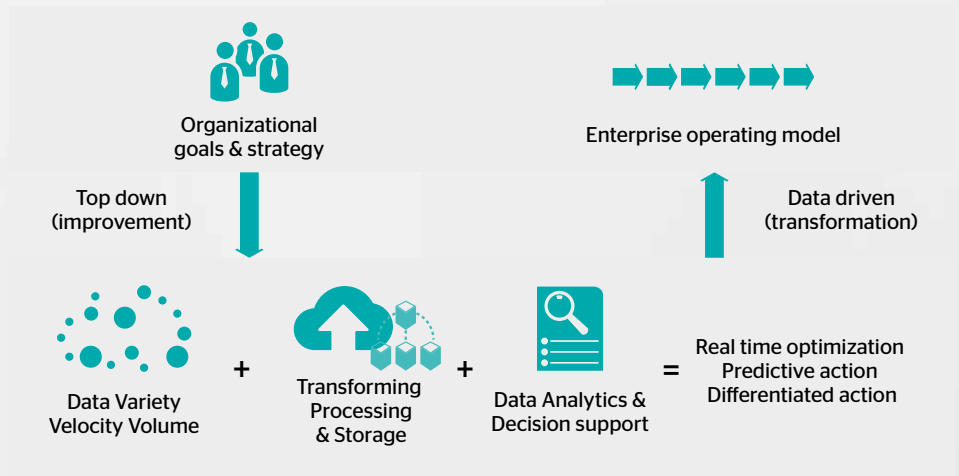 Organizational
goals & strategy
Enterprise operating model
Top down
(improvement)
Data driven
(transformation)
Data Variety
Velocity Volume
+
Transforming
Processing
& Storage
+
Data Analytics &
Decision support
=
Real time optimization
Predictive action
Differentiated action